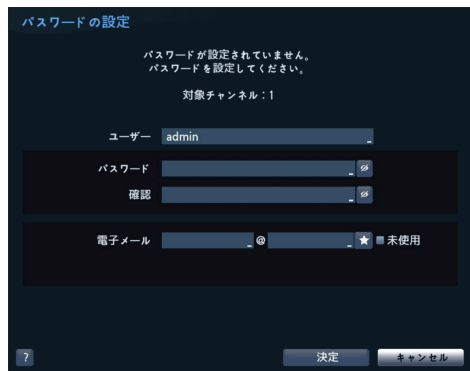 パスワードの設定
パスワードが設定されていません。
パスワードを設定してください。
対象チャンネル：1
ユーザー admin
パスワード
確認
電子メール @ ★ 未使用
? 決定 キャンセル